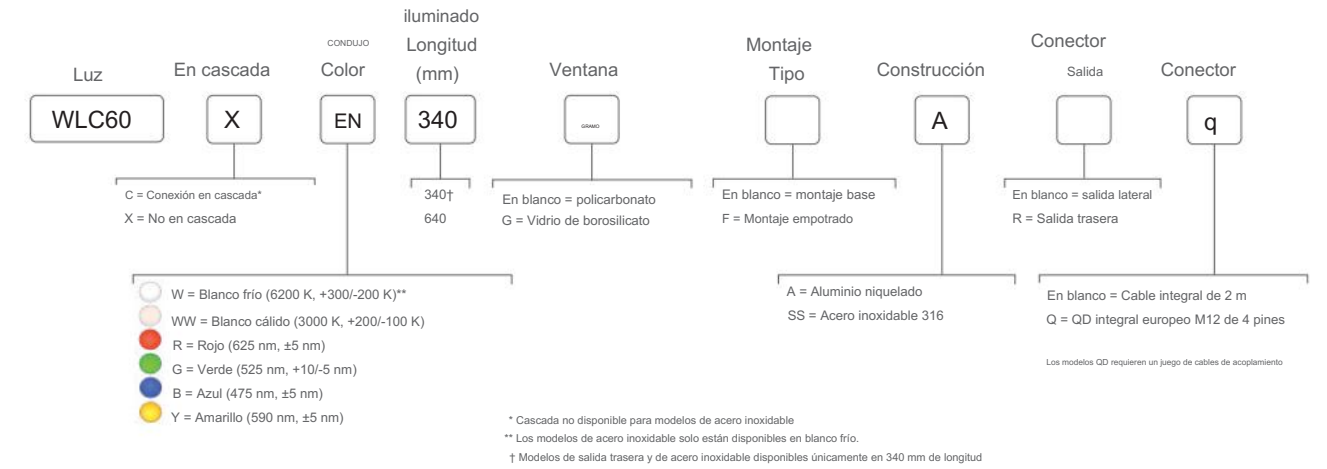 Luz
En cascada
CONDUJO
Color
iluminado
Longitud
(mm)
Ventana
Montaje
Tipo
Construcción
Conector
Salida
Conector
WLC60
X
EN
340
GRAMO
A
q
C = Conexión en cascada*
X = No en cascada
340†
640
En blanco = policarbonato
G = Vidrio de borosilicato
En blanco = montaje base
F = Montaje empotrado
En blanco = salida lateral
R = Salida trasera
W = Blanco frío (6200 K, +300/-200 K)**
WW = Blanco cálido (3000 K, +200/-100 K)
R = Rojo (625 nm, ±5 nm)
G = Verde (525 nm, +10/-5 nm)
B = Azul (475 nm, ±5 nm)
Y = Amarillo (590 nm, ±5 nm)
A = Aluminio niquelado
SS = Acero inoxidable 316
En blanco = Cable integral de 2 m
Q = QD integral europeo M12 de 4 pines
Los modelos QD requieren un juego de cables de acoplamiento
* Cascada no disponible para modelos de acero inoxidable
** Los modelos de acero inoxidable solo están disponibles en blanco frío.
† Modelos de salida trasera y de acero inoxidable disponibles únicamente en 340 mm de longitud